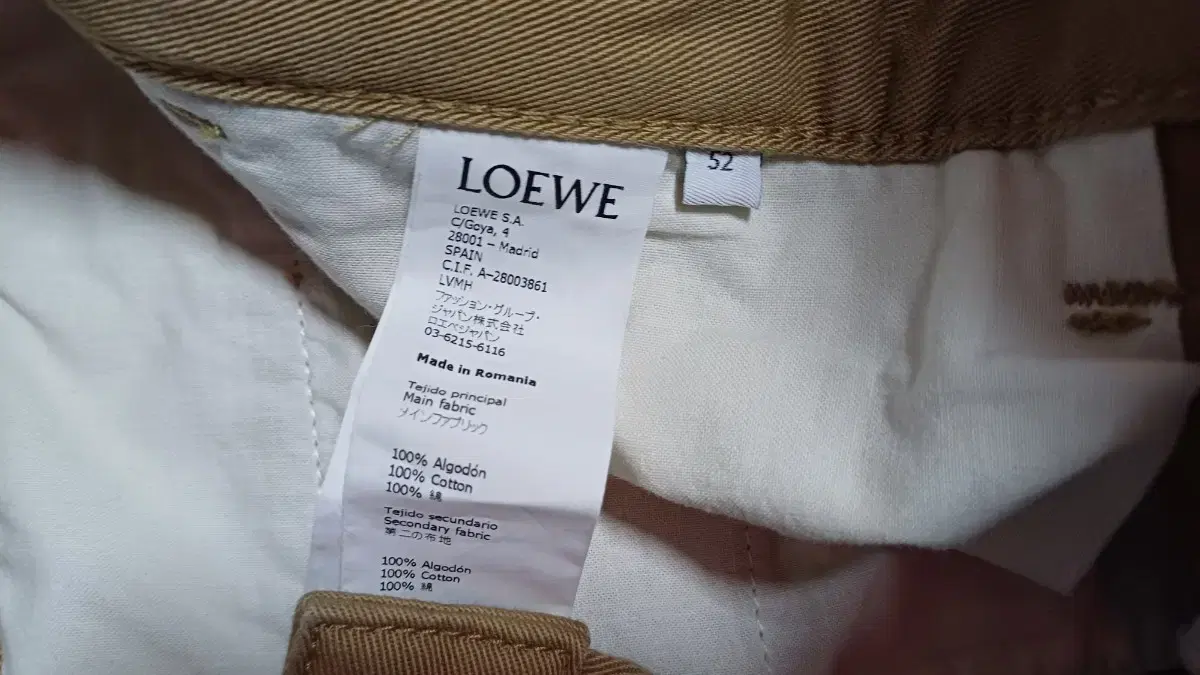 LOEWE
LOEWE S.A.
C/Goya, 4
28001 – Madrid
SPAIN
C.I.F. A-28003861
LVMH
ファッション・グループ・
ジャパン株式会社
ロエベジャパン
03-6215-6116
Made in Romania
Tejido principal
Main fabric
メインファブリック
100% Algodón
100% Cotton
100% 綿
Tejido secundario
Secondary fabric
第二の布地
100% Algodón
100% Cotton
100% 綿
52